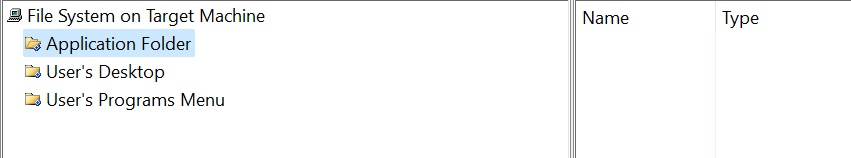 File System on Target Machine
Application Folder
User's Desktop
User's Programs Menu
Name
Type